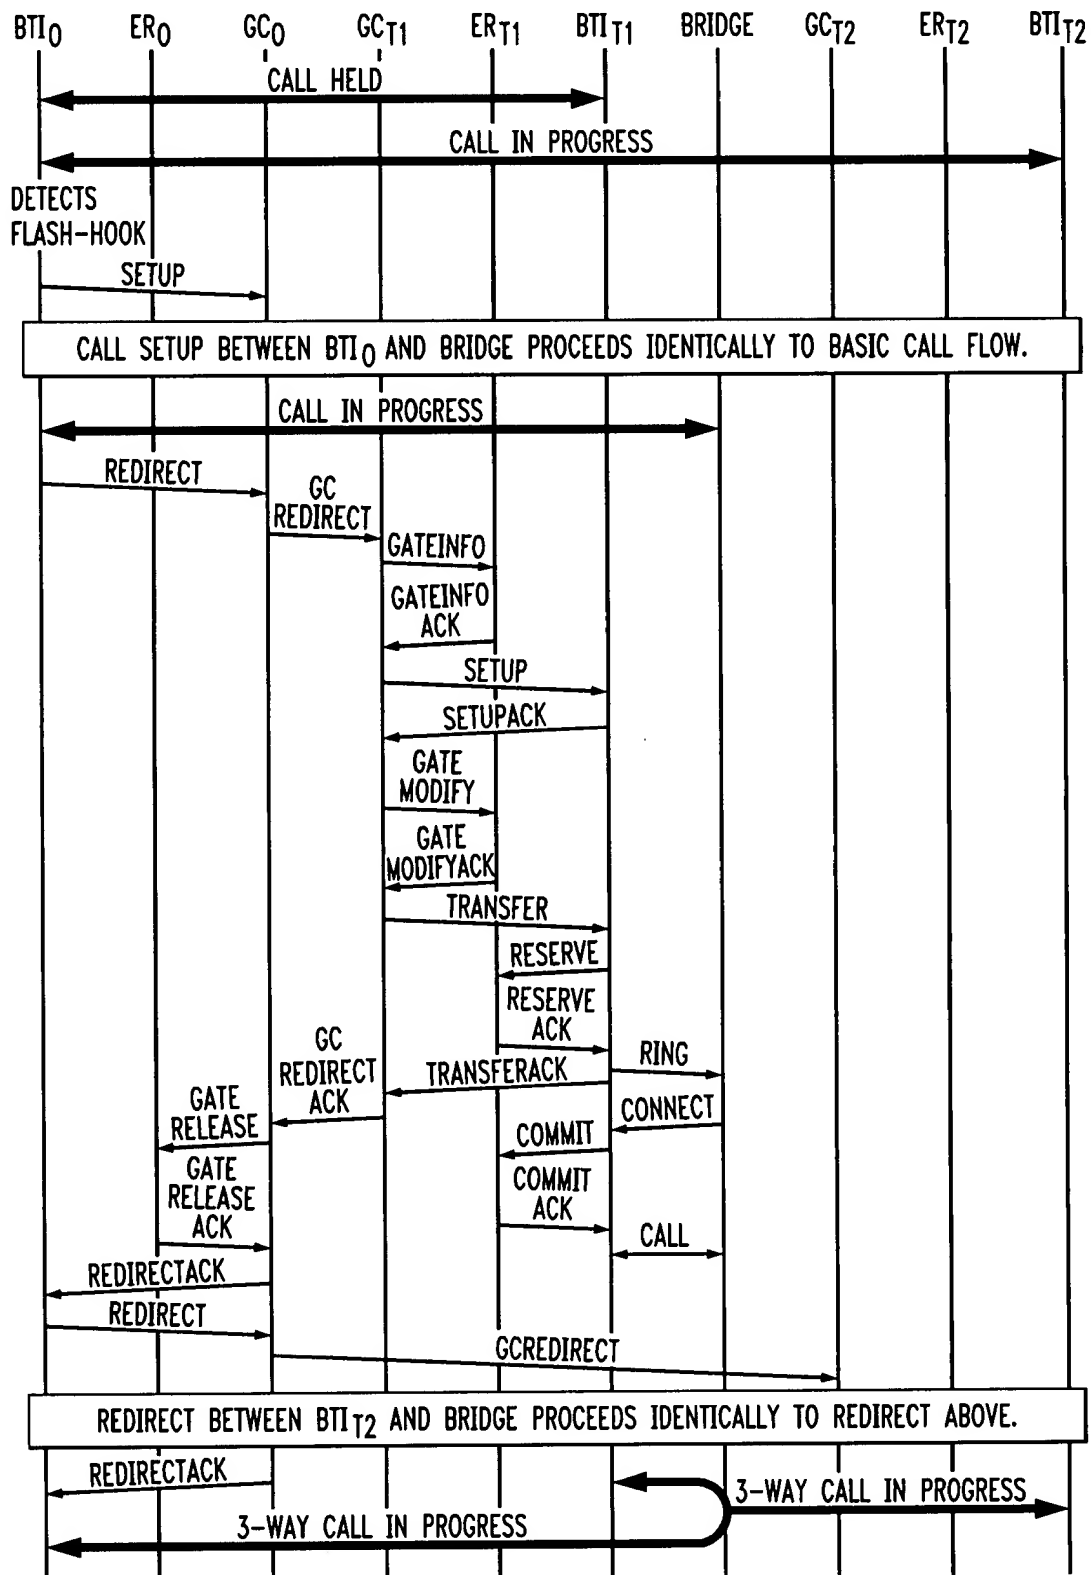 BTIO ERO GCO GCT1 ERT1 BTIT1 BRIDGE GCT2 ERT2 BTIT2
CALL HELD
CALL IN PROGRESS
DETECTS
FLASH-HOOK
SETUP
CALL SETUP BETWEEN BTIO AND BRIDGE PROCEEDS IDENTICALLY TO BASIC CALL FLOW.
CALL IN PROGRESS
REDIRECT
GC
REDIRECT
GATEINFO
GATEINFO
ACK
SETUP
SETUPACK
GATE
MODIFY
GATE
MODIFYACK
TRANSFER
RESERVE
RESERVE
ACK
RING
GC
REDIRECT
ACK
TRANSFERACK
CONNECT
GATE
RELEASE
COMMIT
GATE
RELEASE
ACK
COMMIT
ACK
CALL
REDIRECTACK
REDIRECT
GCREDIRECT
REDIRECT BETWEEN BTIT2 AND BRIDGE PROCEEDS IDENTICALLY TO REDIRECT ABOVE.
REDIRECTACK
3-WAY CALL IN PROGRESS
3-WAY CALL IN PROGRESS